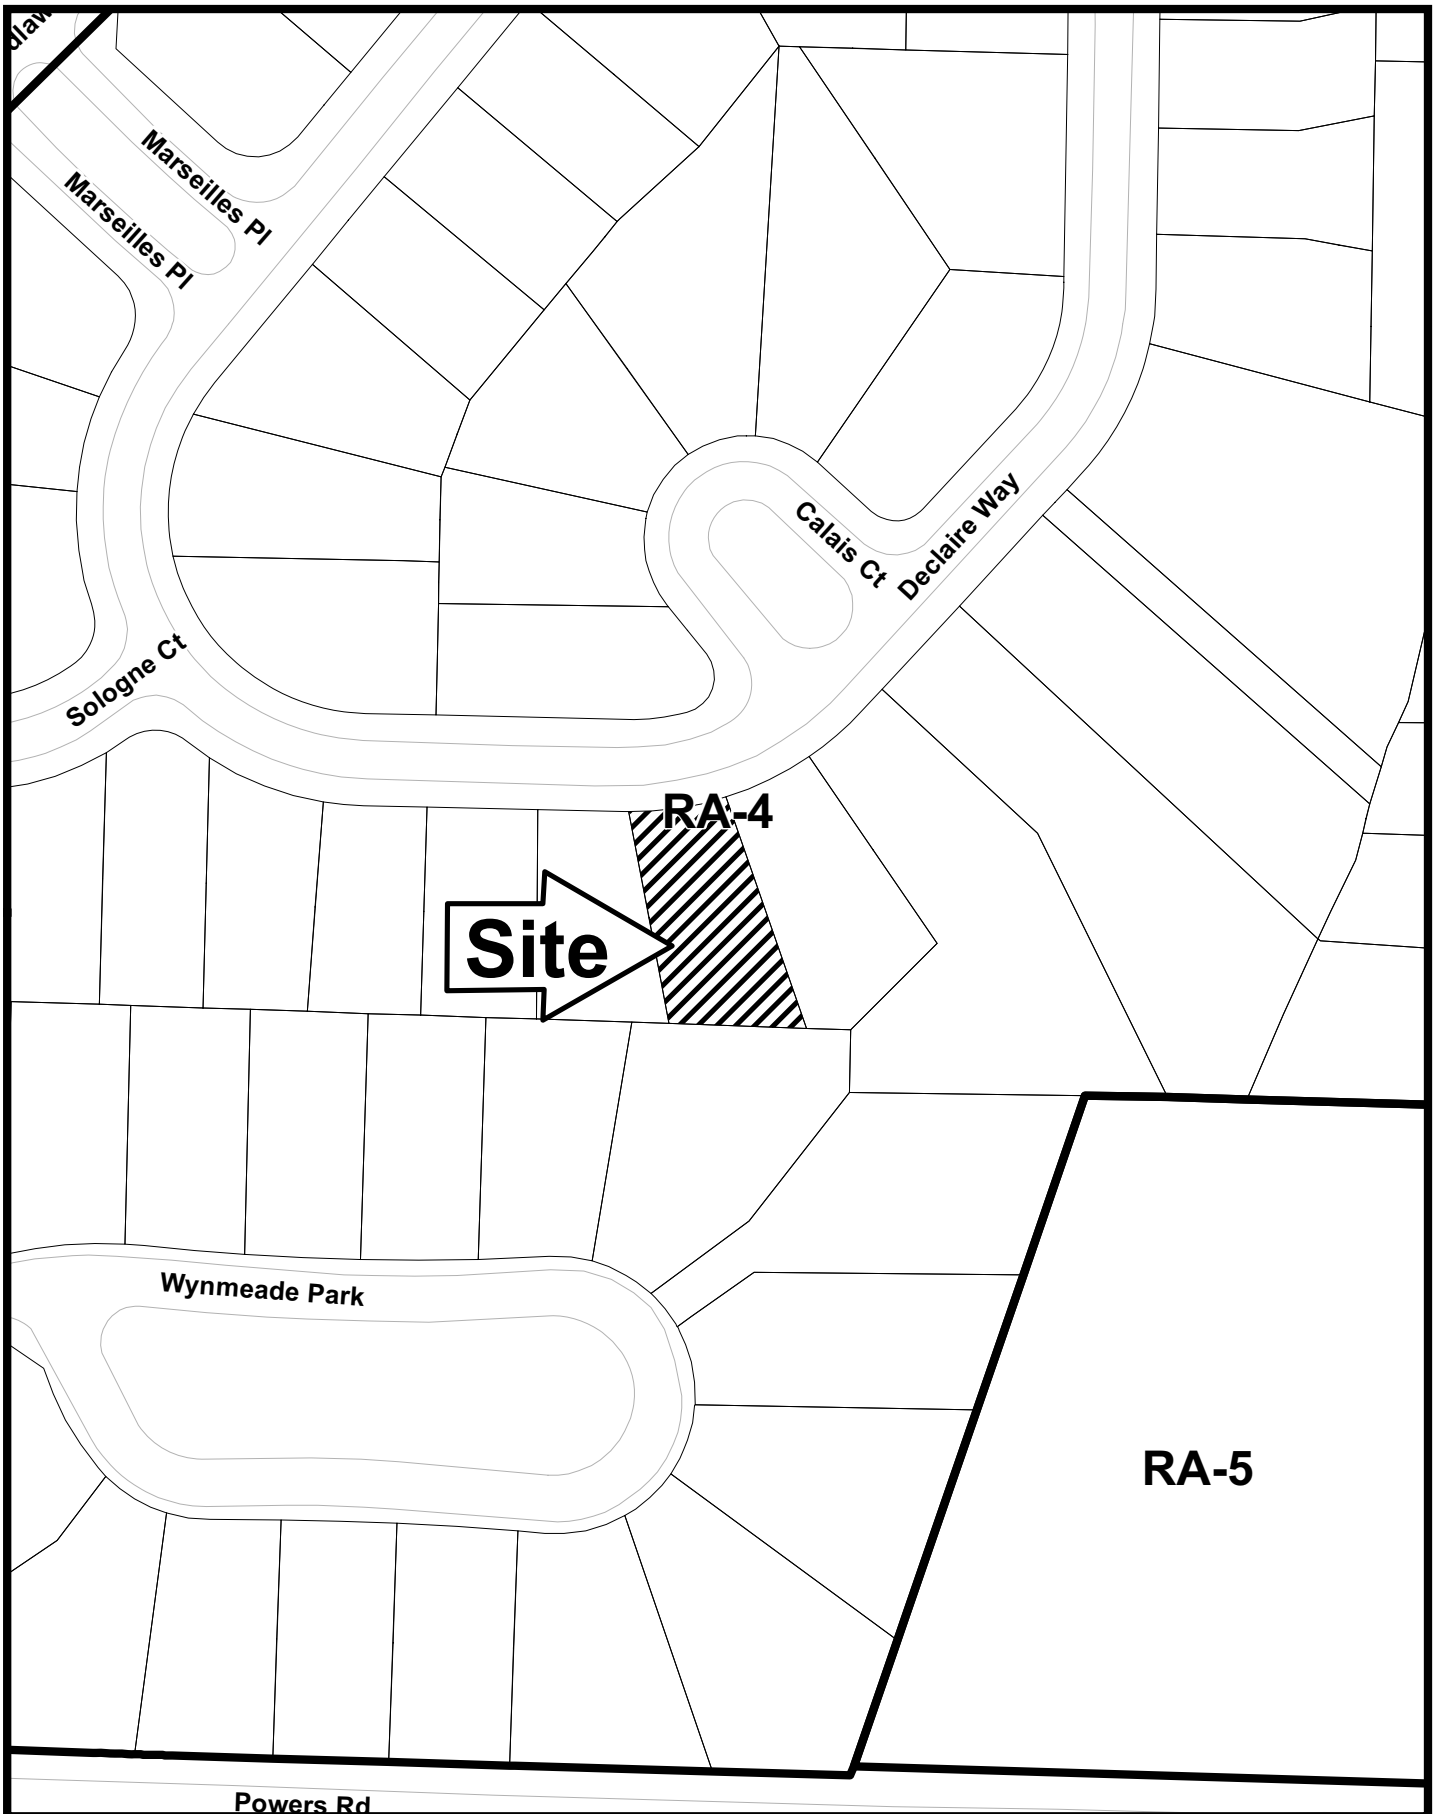 Marseilles Pl
Marseilles Pl
Calais Ct
Declaire Way
Sologne Ct
RA-4
Site
Wynmeade Park
RA-5
Powers Rd